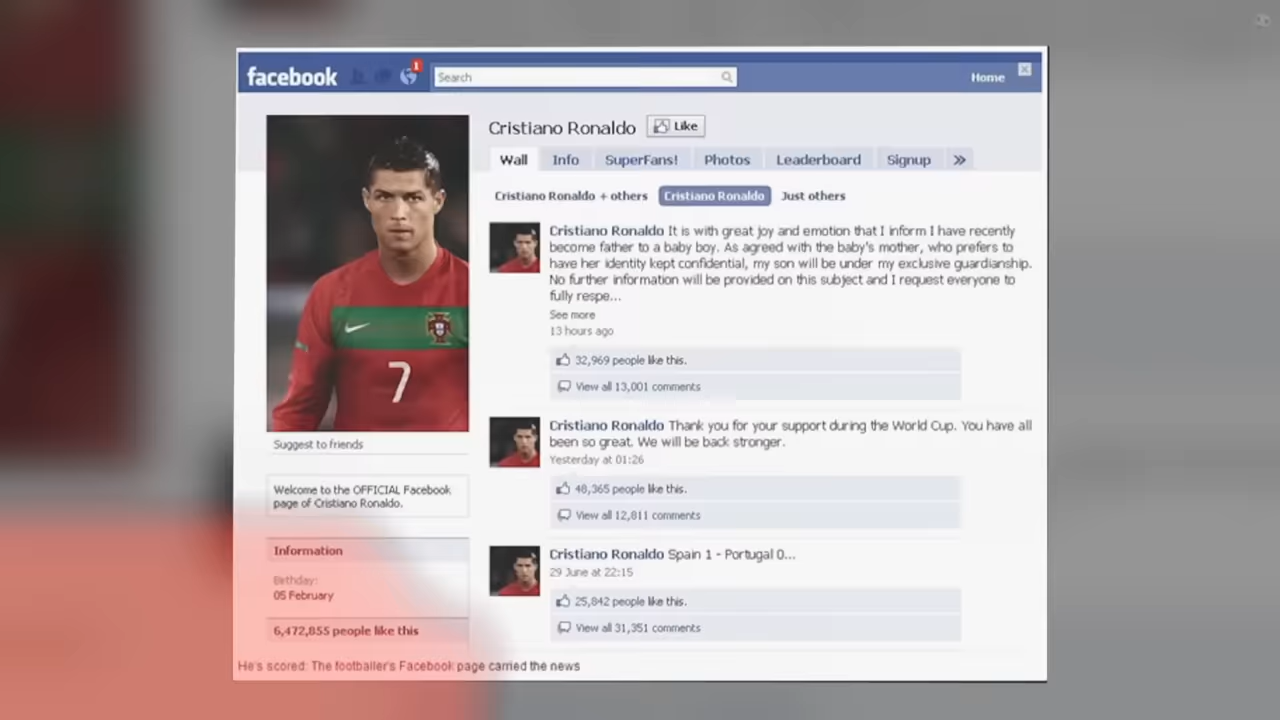 facebook
1
Search
Home
Cristiano Ronaldo
Like
Wall
Info
SuperFans!
Photos
Leaderboard
Signup
»
Cristiano Ronaldo + others
Cristiano Ronaldo
Just others
Cristiano Ronaldo It is with great joy and emotion that I inform I have recently
become father to a baby boy. As agreed with the baby's mother, who prefers to
have her identity kept confidential, my son will be under my exclusive guardianship.
No further information will be provided on this subject and I request everyone to
fully respe...
See more
13 hours ago
32,969 people like this.
View all 13,001 comments
Cristiano Ronaldo Thank you for your support during the World Cup. You have all
been so great. We will be back stronger.
Yesterday at 01:26
48,365 people like this.
View all 12,811 comments
Cristiano Ronaldo Spain 1 - Portugal 0...
29 June at 22:15
25,842 people like this.
View all 31,351 comments
7
Suggest to friends
Welcome to the OFFICIAL Facebook
page of Cristiano Ronaldo.
Information
Birthday:
05 February
6,472,855 people like this
He's scored: The footballer's Facebook page carried the news